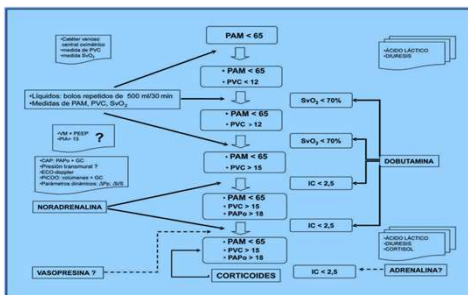 • Catéter venoso central oximétrico
• medida de PVC
• medida SvO₂
PAM < 65
• ÁCIDO LÁCTICO
• DIURESIS
• PAM < 65
• PVC < 12
• Líquidos: bolos repetidos de 500 ml/30 min
• Medidas de PAM, PVC, SvO₂
SvO₂ < 70%
• PAM < 65
• PVC > 12
• VM + PEEP
• PIA> 15
?
SvO₂ < 70%
• PAM < 65
• PVC > 15
• CAP: PAPo + GC
• Presión transmural ?
• ECO-doppler
• PiCCO: volumenes + GC
• Parámetros dinámicos:
DOBUTAMINA
IC < 2,5
NORADRENALINA
• PAM < 65
• PVC > 15
• PAPo > 18
IC < 2,5
• PAM < 65
• PVC > 15
• PAPo > 18
• ÁCIDO LÁCTICO
• DIURESIS
• CORTISOL
VASOPRESINA ?
CORTICOIDES
IC < 2,5
ADRENALINA?